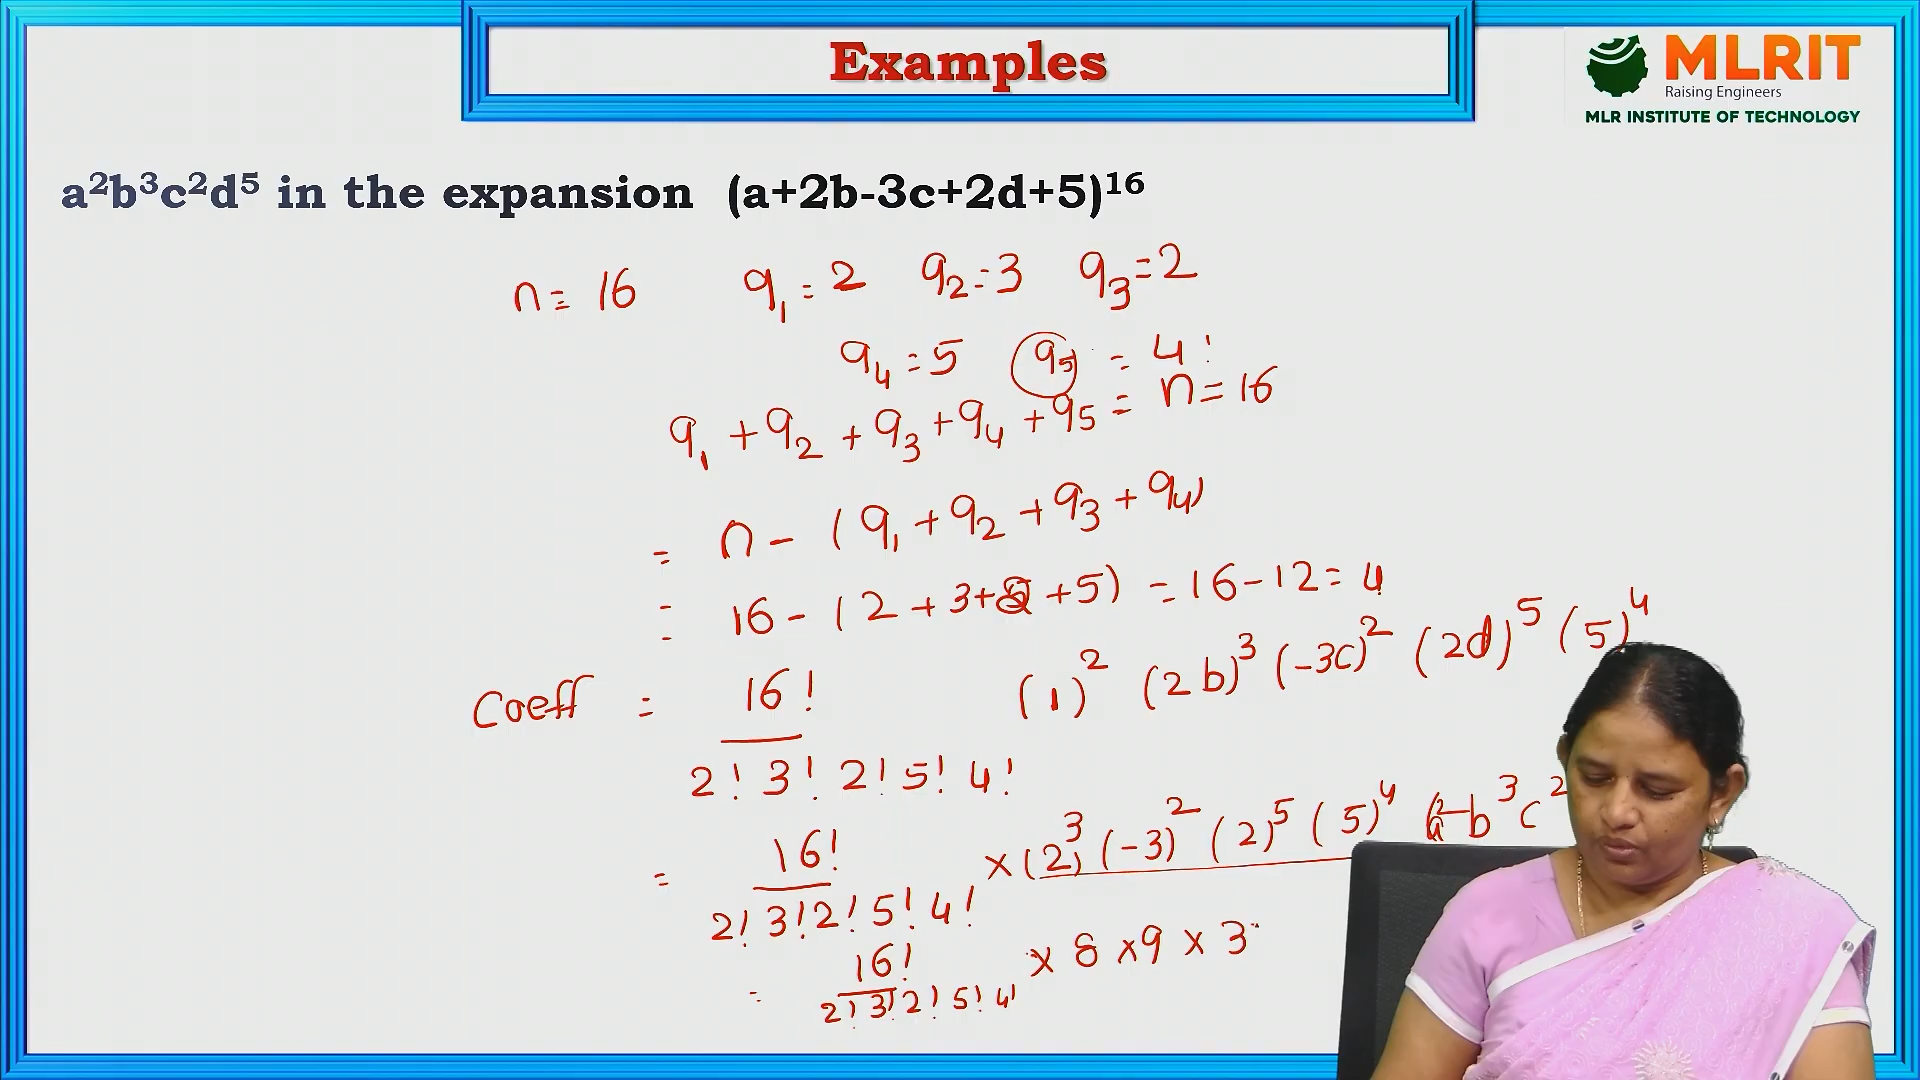 Examples
MLRIT
Raising Engineers
MLR INSTITUTE OF TECHNOLOGY
a²b³c²d⁵ in the expansion (a+2b-3c+2d+5)¹⁶
n = 16 q₁ = 2 q₂ = 3 q₃ = 2
q₄ = 5 q₅ = 4!
q₁ + q₂ + q₃ + q₄ + q₅ = n = 16
= n - (q₁ + q₂ + q₃ + q₄)
= 16 - (2 + 3 + 2 + 5) = 16 - 12 = 4
Coeff = 16! (1)² (2b)³ (-3c)² (2d)⁵ (5)⁴
2! 3! 2! 5! 4!
= 16! × (2)³ (-3)² (2)⁵ (5)⁴ a² b³ c²
2! 3! 2! 5! 4!
= 16! × 8 × 9 × 3
2! 3! 2! 5! 4!